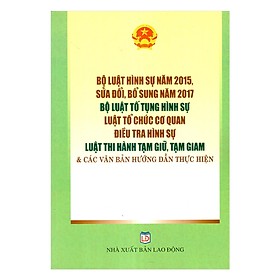 BỘ LUẬT HÌNH SỰ NĂM 2015,
SỬA ĐỔI, BỔ SUNG NĂM 2017
BỘ LUẬT TỐ TỤNG HÌNH SỰ
LUẬT TỔ CHỨC CƠ QUAN
ĐIỀU TRA HÌNH SỰ
LUẬT THI HÀNH TẠM GIỮ, TẠM GIAM
& CÁC VĂN BẢN HƯỚNG DẪN THỰC HIỆN
NHÀ XUẤT BẢN LAO ĐỘNG